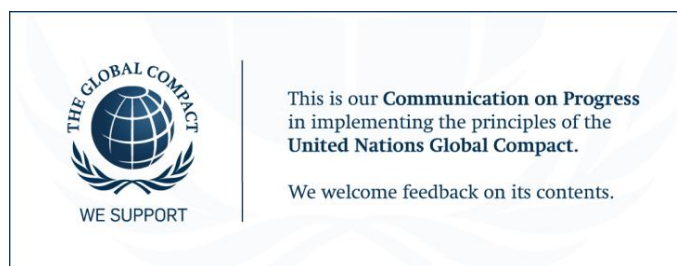 THE GLOBAL COMPACT
WE SUPPORT
This is our Communication on Progress
in implementing the principles of the
United Nations Global Compact.
We welcome feedback on its contents.